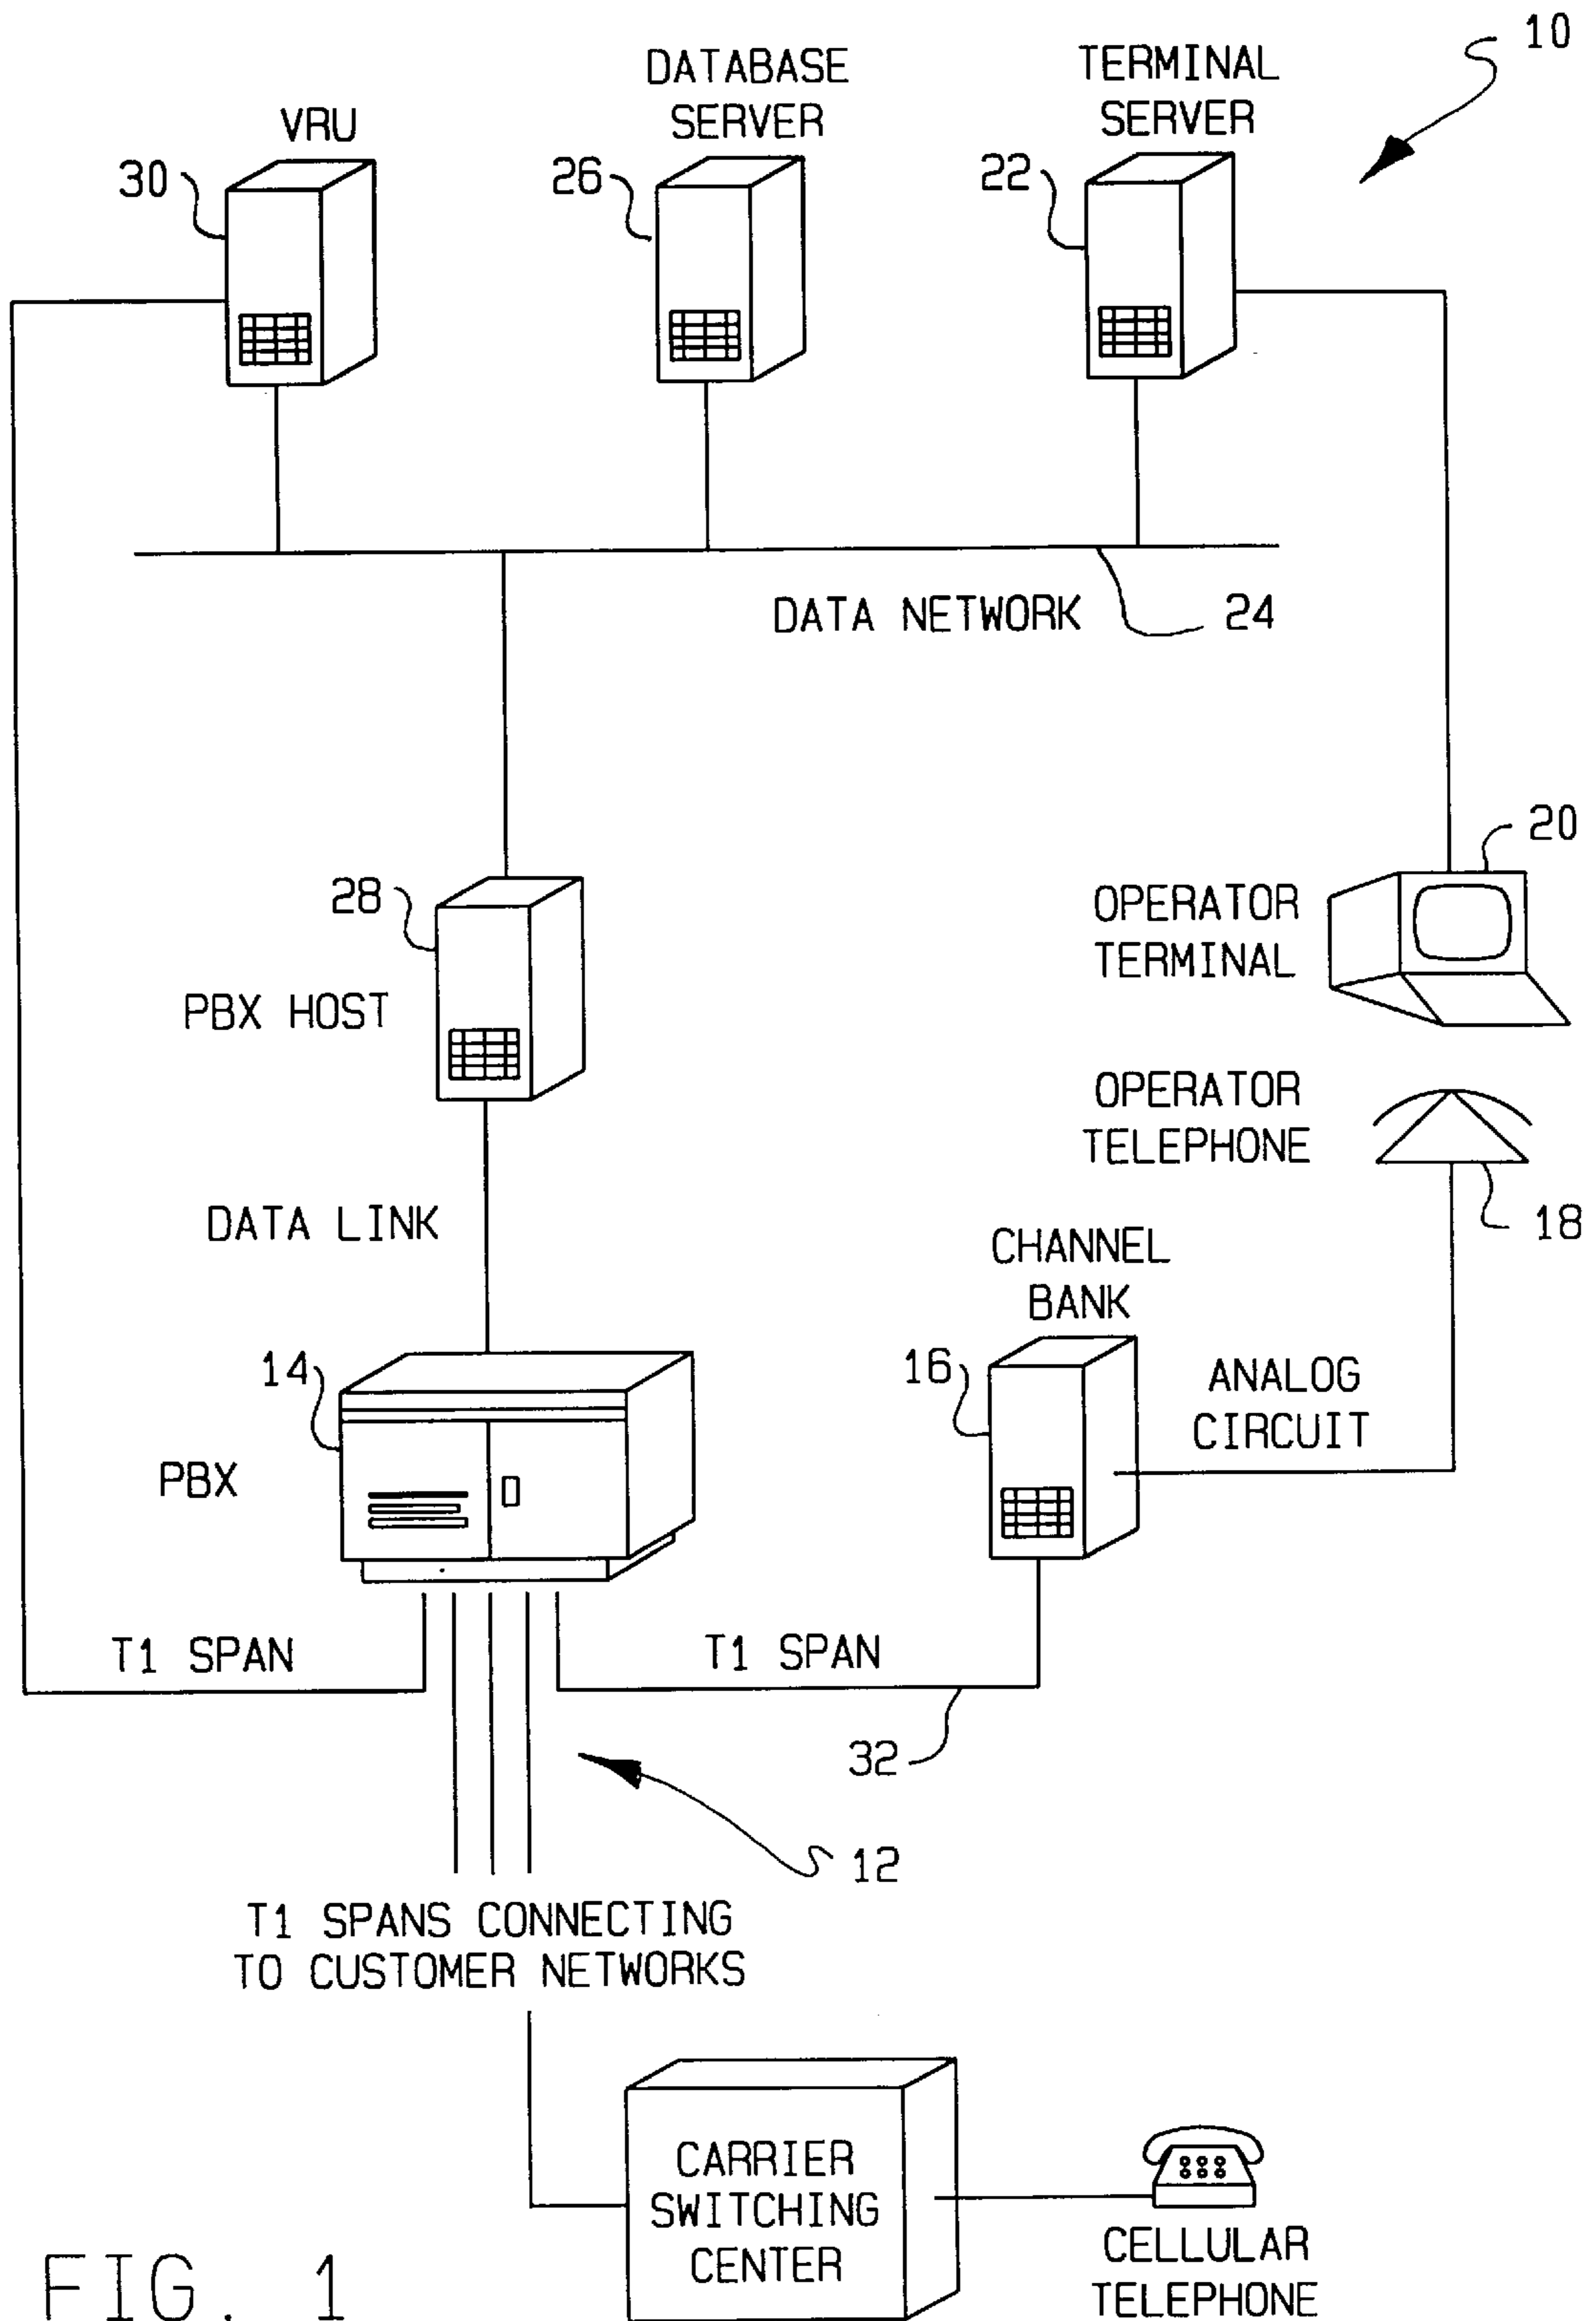 10
DATABASE
SERVER
TERMINAL
SERVER
VRU
30
26
22
DATA NETWORK
24
20
28
OPERATOR
TERMINAL
PBX HOST
OPERATOR
TELEPHONE
18
DATA LINK
CHANNEL
BANK
14
16
ANALOG
CIRCUIT
PBX
T1 SPAN
T1 SPAN
32
12
T1 SPANS CONNECTING
TO CUSTOMER NETWORKS
CARRIER
SWITCHING
CENTER
CELLULAR
TELEPHONE
FIG. 1